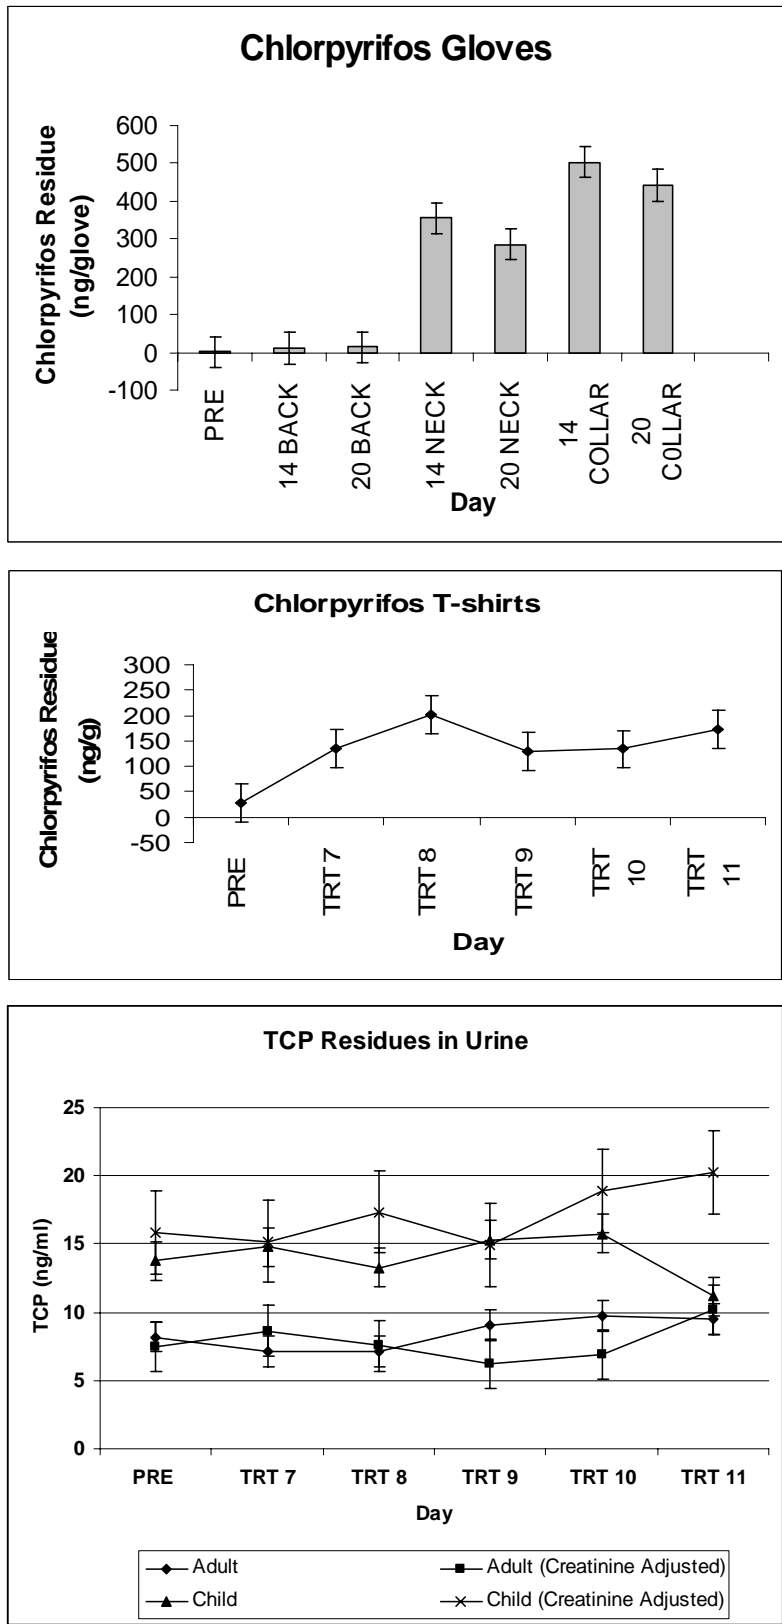 Chlorpyrifos Gloves
Chlorpyrifos Residue
(ng/glove)
600
500
400
300
200
100
0
-100
PRE
14 BACK
20 BACK
14 NECK
20 NECK
14
COLLAR
20
C0LLAR
Day
Chlorpyrifos T-shirts
Chlorpyrifos Residue
(ng/g)
300
250
200
150
100
50
0
-50
PRE
TRT 7
TRT 8
TRT 9
TRT
10
TRT
11
Day
TCP Residues in Urine
TCP (ng/ml)
25
20
15
10
5
0
PRE
TRT 7
TRT 8
TRT 9
TRT 10
TRT 11
Day
Adult
Adult (Creatinine Adjusted)
Child
Child (Creatinine Adjusted)